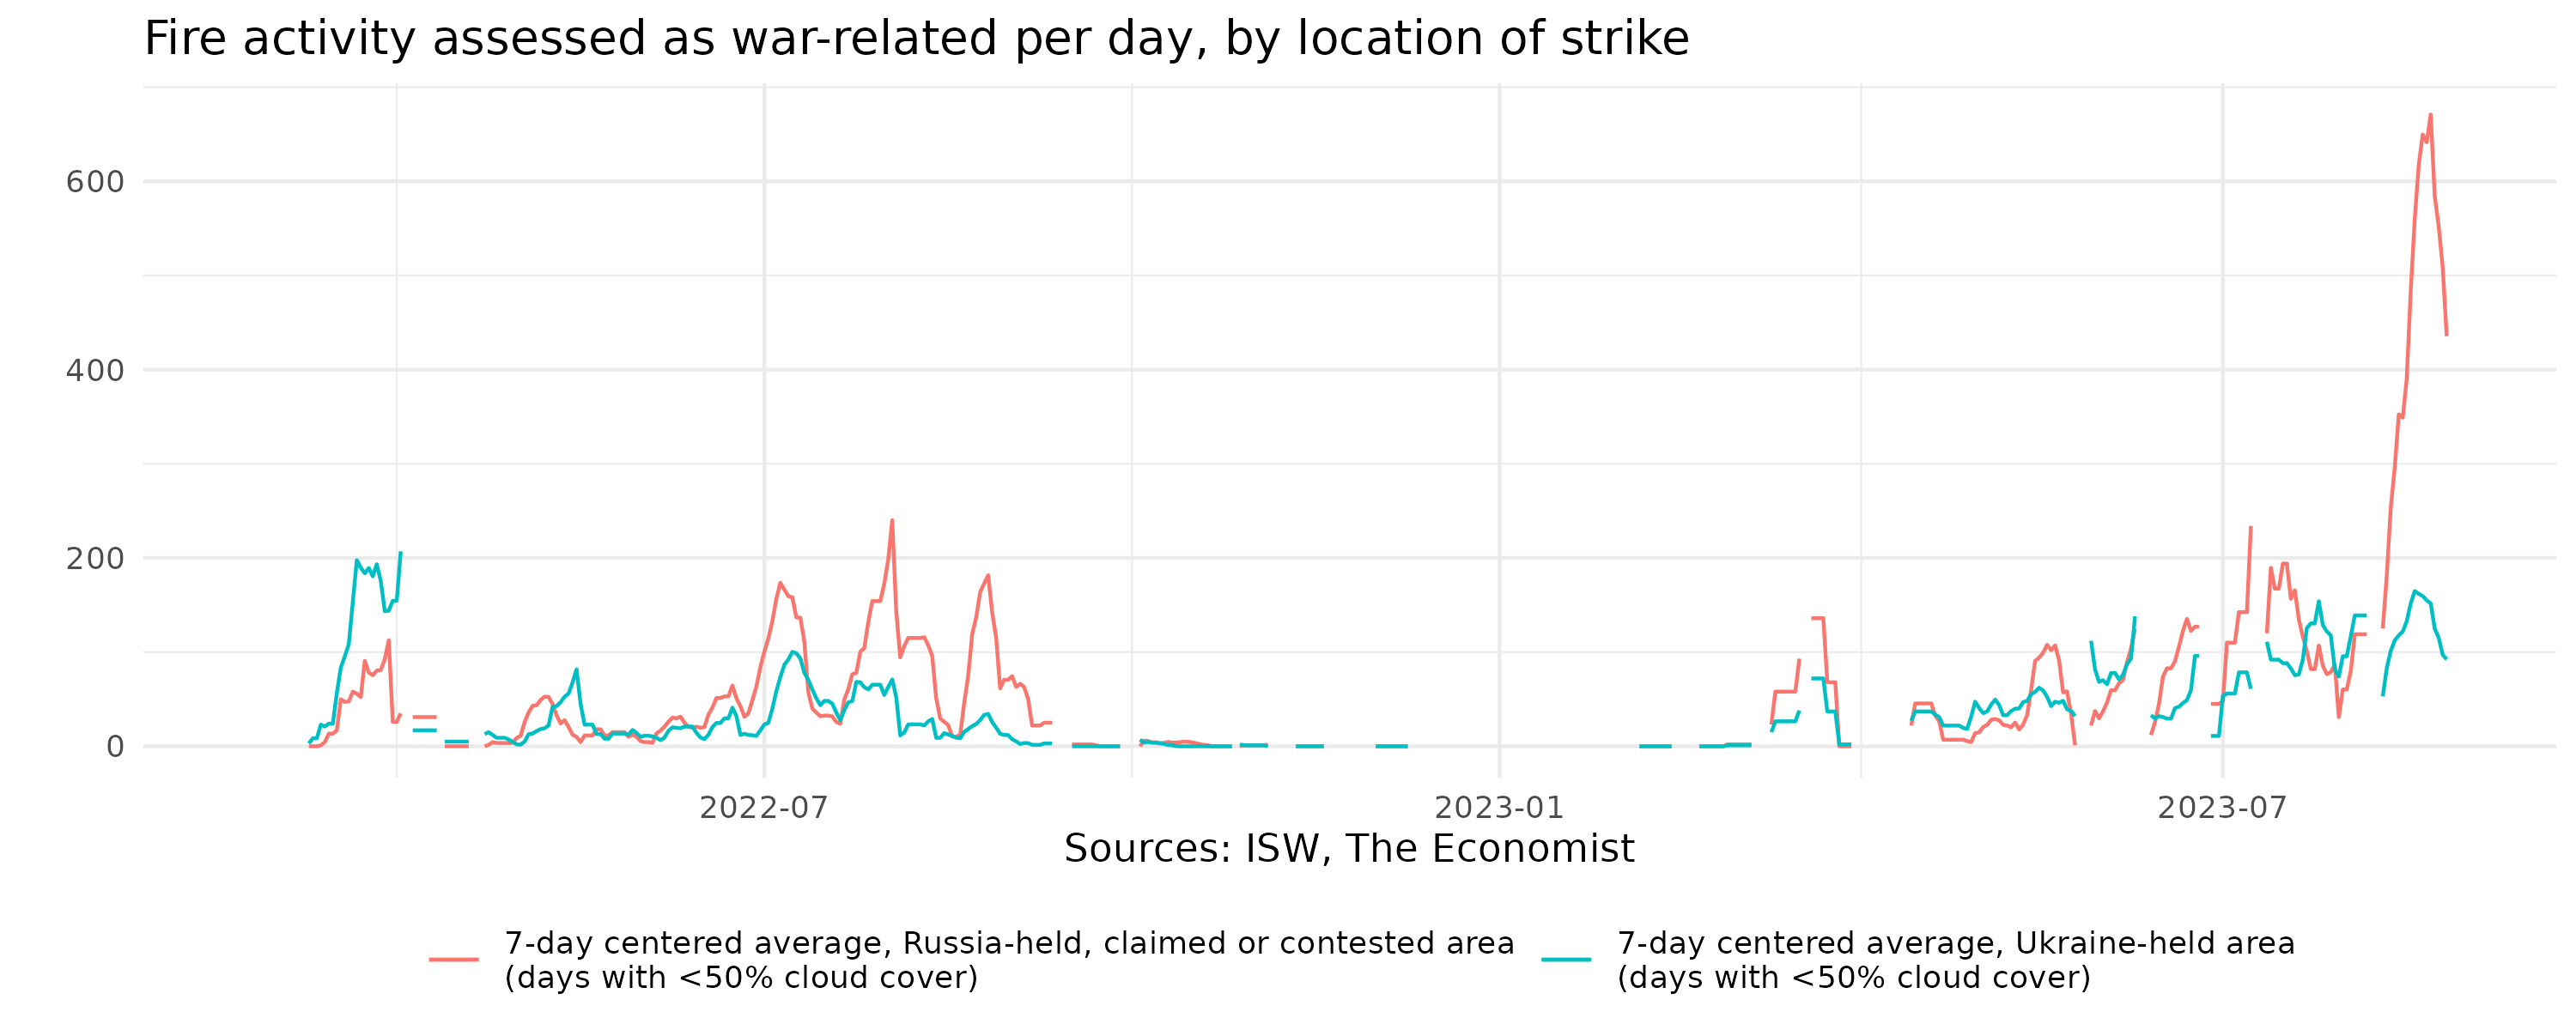 Fire activity assessed as war-related per day, by location of strike
600
400
200
0
2022-07
2023-01
2023-07
Sources: ISW, The Economist
7-day centered average, Russia-held, claimed or contested area
(days with <50% cloud cover)
7-day centered average, Ukraine-held area
(days with <50% cloud cover)